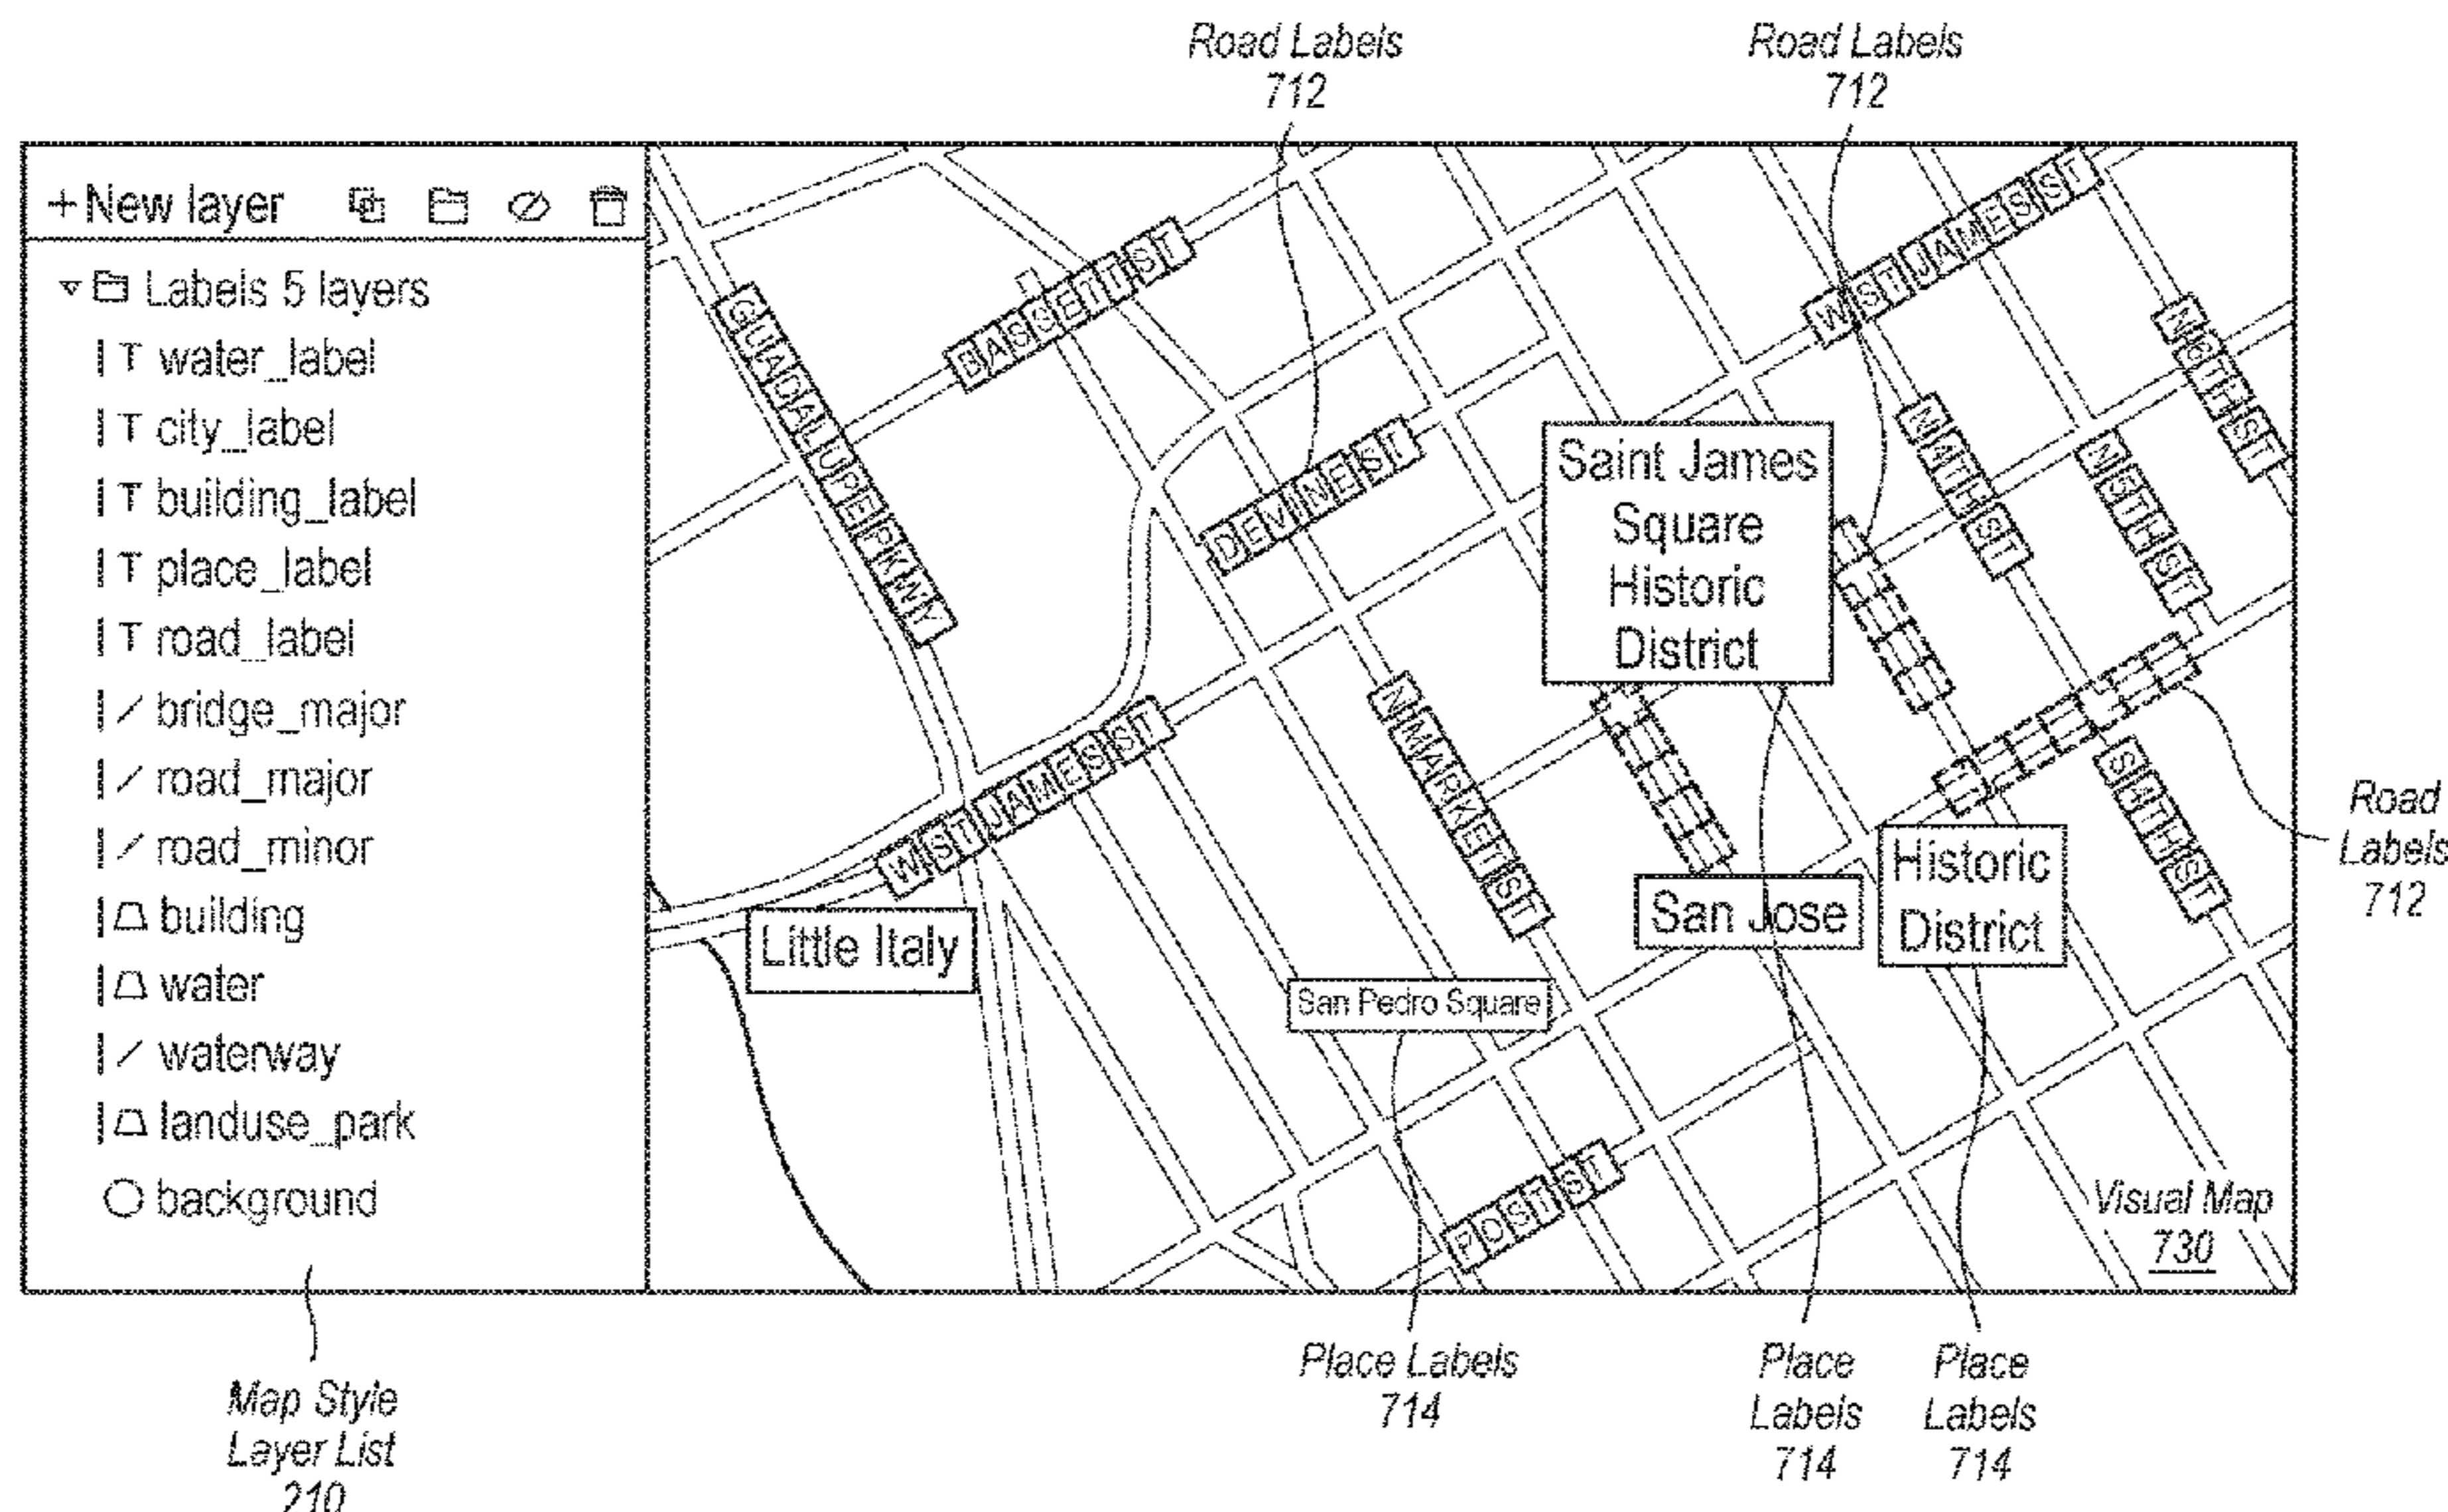 Road Labels
712
Road Labels
712
+ New layer
Labels 5 layers
T water_label
T city_label
T building_label
T place_label
T road_label
bridge_major
road_major
road_minor
building
water
waterway
landuse_park
background
GUADALUPE PKWY
BASSETT ST
DEVINE ST
W ST JAMES ST
N 6TH ST
N 4TH ST
N 5TH ST
Saint James
Square
Historic
District
W ST JAMES ST
N MARKET ST
S 4TH ST
Road
Labels
712
Little Italy
San Pedro Square
San Jose
Historic
District
POST ST
Visual Map
730
Map Style
Layer List
210
Place Labels
714
Place
Labels
714
Place
Labels
714